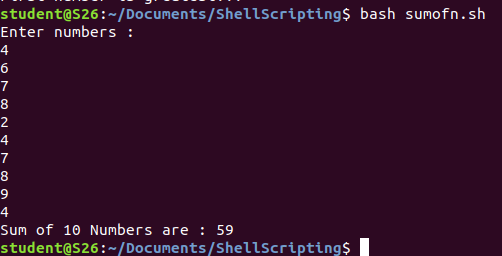 student@S26:~/Documents/ShellScripting$ bash sumofn.sh
Enter numbers :
4
6
7
8
2
4
7
8
9
4
Sum of 10 Numbers are : 59
student@S26:~/Documents/ShellScripting$